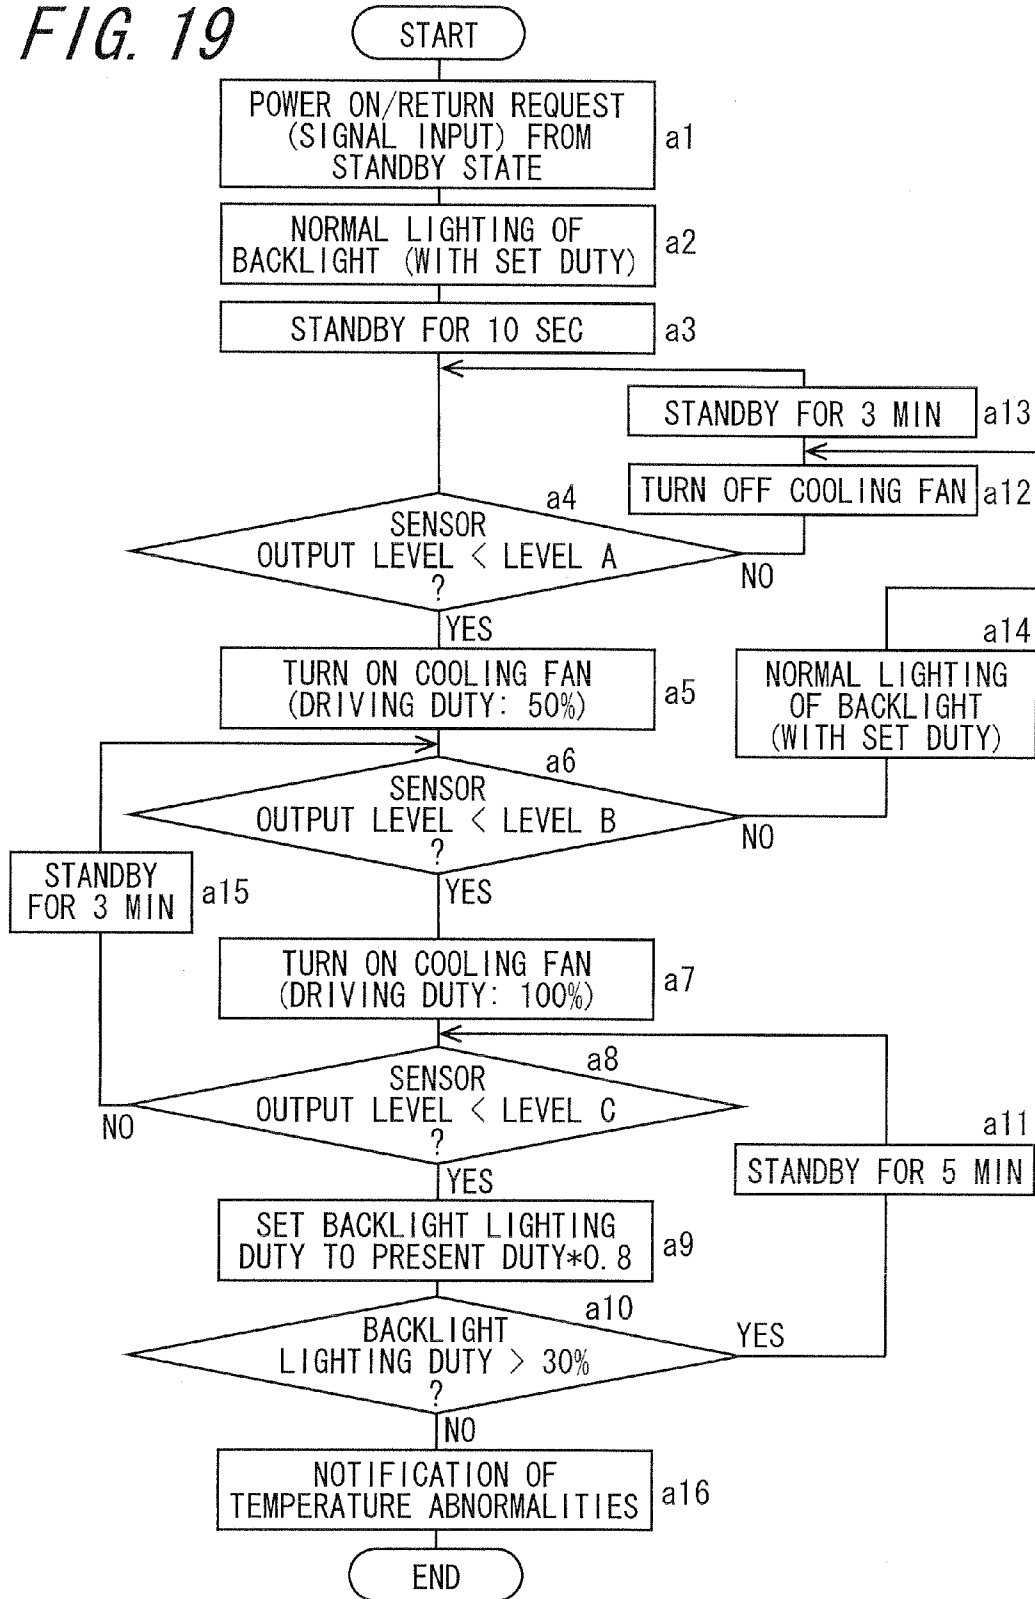 FIG. 19
START
POWER ON/RETURN REQUEST
(SIGNAL INPUT) FROM
STANDBY STATE
a1
NORMAL LIGHTING OF
BACKLIGHT (WITH SET DUTY)
a2
STANDBY FOR 10 SEC
a3
STANDBY FOR 3 MIN
a13
TURN OFF COOLING FAN
a12
a4
SENSOR
OUTPUT LEVEL < LEVEL A
?
NO
YES
TURN ON COOLING FAN
(DRIVING DUTY: 50%)
a5
a14
NORMAL LIGHTING
OF BACKLIGHT
(WITH SET DUTY)
a6
SENSOR
OUTPUT LEVEL < LEVEL B
?
NO
YES
STANDBY
FOR 3 MIN
a15
TURN ON COOLING FAN
(DRIVING DUTY: 100%)
a7
a8
SENSOR
OUTPUT LEVEL < LEVEL C
?
NO
YES
a11
STANDBY FOR 5 MIN
SET BACKLIGHT LIGHTING
DUTY TO PRESENT DUTY*0.8
a9
a10
BACKLIGHT
LIGHTING DUTY > 30%
?
YES
NO
NOTIFICATION OF
TEMPERATURE ABNORMALITIES
a16
END